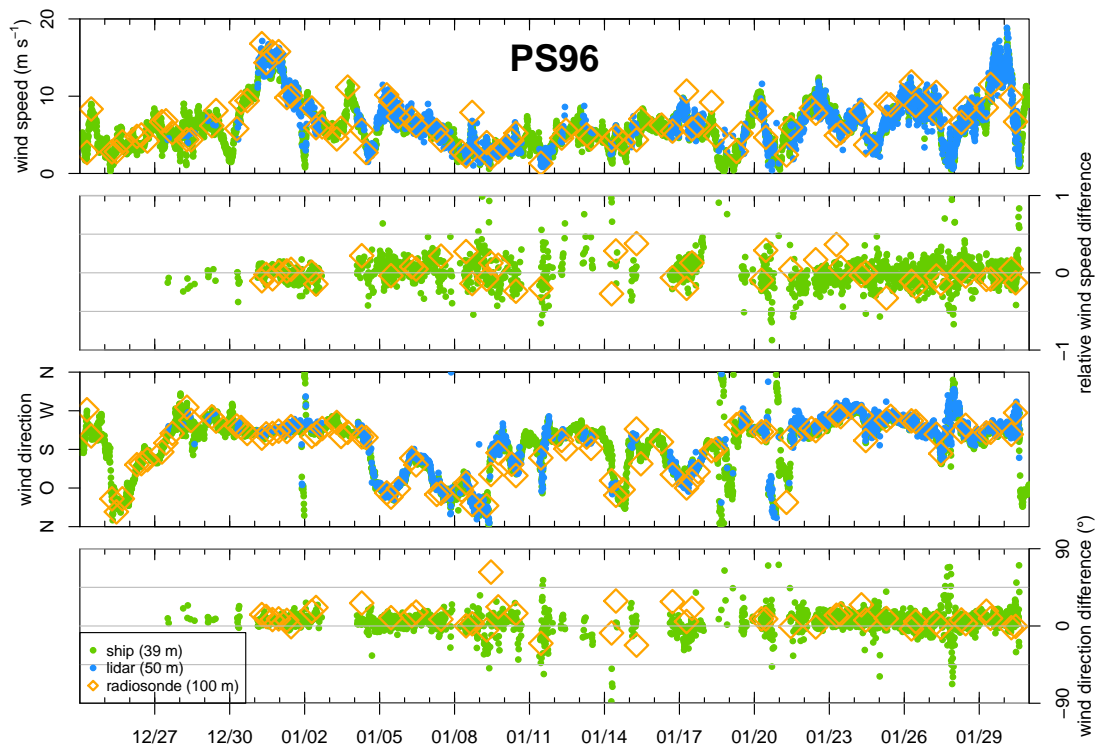 PS96
wind speed (m s⁻¹)
20
10
0
relative wind speed difference
1
0
−1
wind direction
N
W
S
O
N
wind direction difference (°)
90
0
−90
ship (39 m)
lidar (50 m)
radiosonde (100 m)
12/27 12/30 01/02 01/05 01/08 01/11 01/14 01/17 01/20 01/23 01/26 01/29